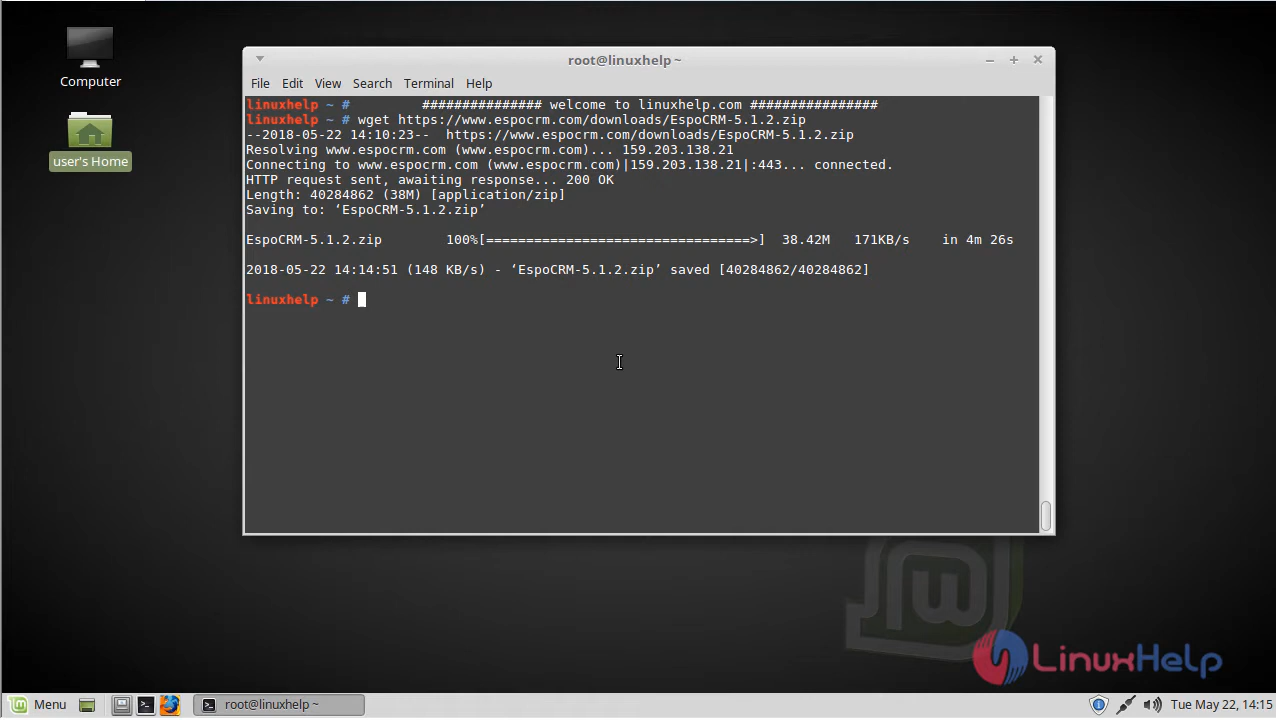 Computer
user's Home
root@linuxhelp ~
File Edit View Search Terminal Help
linuxhelp ~ # ############### welcome to linuxhelp.com ################
linuxhelp ~ # wget https://www.espocrm.com/downloads/EspoCRM-5.1.2.zip
--2018-05-22 14:10:23-- https://www.espocrm.com/downloads/EspoCRM-5.1.2.zip
Resolving www.espocrm.com (www.espocrm.com)... 159.203.138.21
Connecting to www.espocrm.com (www.espocrm.com)|159.203.138.21|:443... connected.
HTTP request sent, awaiting response... 200 OK
Length: 40284862 (38M) [application/zip]
Saving to: ‘EspoCRM-5.1.2.zip’
EspoCRM-5.1.2.zip 100%[=================================>] 38.42M 171KB/s in 4m 26s
2018-05-22 14:14:51 (148 KB/s) - ‘EspoCRM-5.1.2.zip’ saved [40284862/40284862]
linuxhelp ~ #
LinuxHelp
Menu root@linuxhelp ~ Tue May 22, 14:15